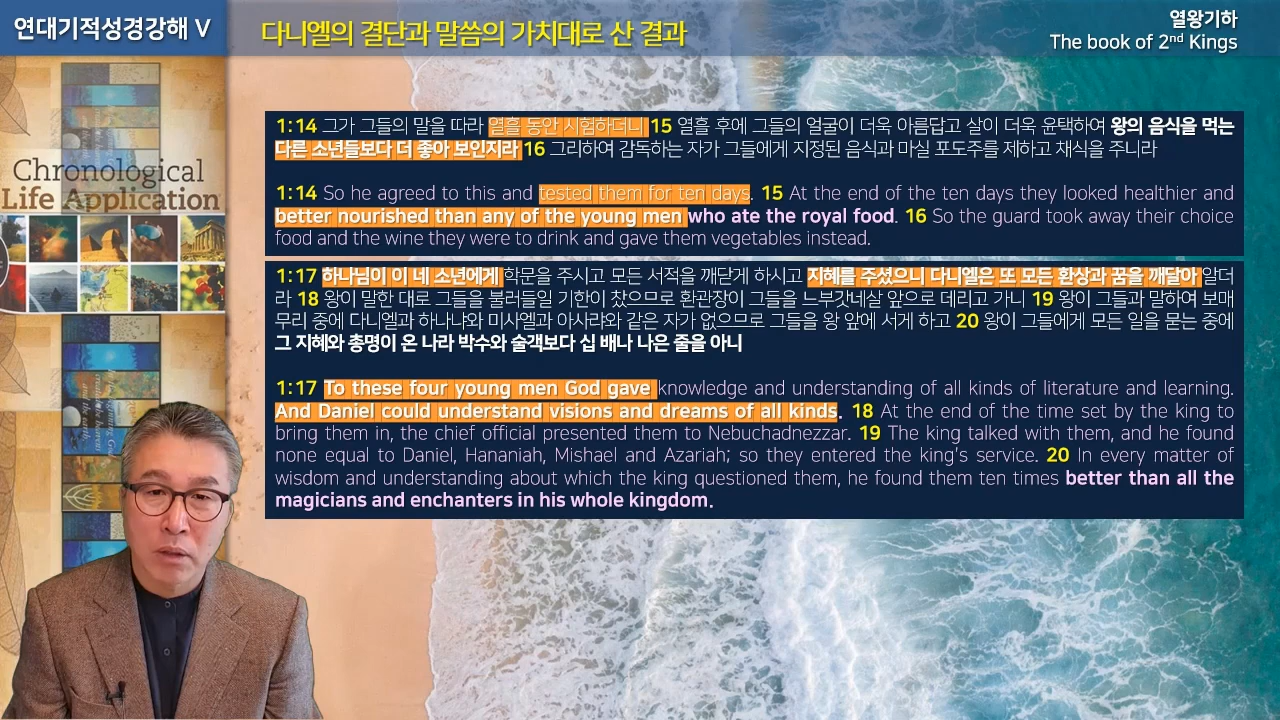 연대기적성경강해 V
다니엘의 결단과 말씀의 가치대로 산 결과
열왕기하
The book of 2nd Kings
Chronological
Life Application
1:14 그가 그들의 말을 따라 열흘 동안 시험하더니 15 열흘 후에 그들의 얼굴이 더욱 아름답고 살이 더욱 윤택하여 왕의 음식을 먹는
다른 소년들보다 더 좋아 보인지라 16 그리하여 감독하는 자가 그들에게 지정된 음식과 마실 포도주를 제하고 채식을 주니라
1:14 So he agreed to this and tested them for ten days. 15 At the end of the ten days they looked healthier and
better nourished than any of the young men who ate the royal food. 16 So the guard took away their choice
food and the wine they were to drink and gave them vegetables instead.
1:17 하나님이 이 네 소년에게 학문을 주시고 모든 서적을 깨닫게 하시고 지혜를 주셨으니 다니엘은 또 모든 환상과 꿈을 깨달아 알더
라 18 왕이 말한 대로 그들을 불러들일 기한이 찼으므로 환관장이 그들을 느부갓네살 앞으로 데리고 가니 19 왕이 그들과 말하여 보매
무리 중에 다니엘과 하나냐와 미사엘과 아사랴와 같은 자가 없으므로 그들을 왕 앞에 서게 하고 20 왕이 그들에게 모든 일을 묻는 중에
그 지혜와 총명이 온 나라 박수와 술객보다 십 배나 나은 줄을 아니
1:17 To these four young men God gave knowledge and understanding of all kinds of literature and learning.
And Daniel could understand visions and dreams of all kinds. 18 At the end of the time set by the king to
bring them in, the chief official presented them to Nebuchadnezzar. 19 The king talked with them, and he found
none equal to Daniel, Hananiah, Mishael and Azariah; so they entered the king's service. 20 In every matter of
wisdom and understanding about which the king questioned them, he found them ten times better than all the
magicians and enchanters in his whole kingdom.